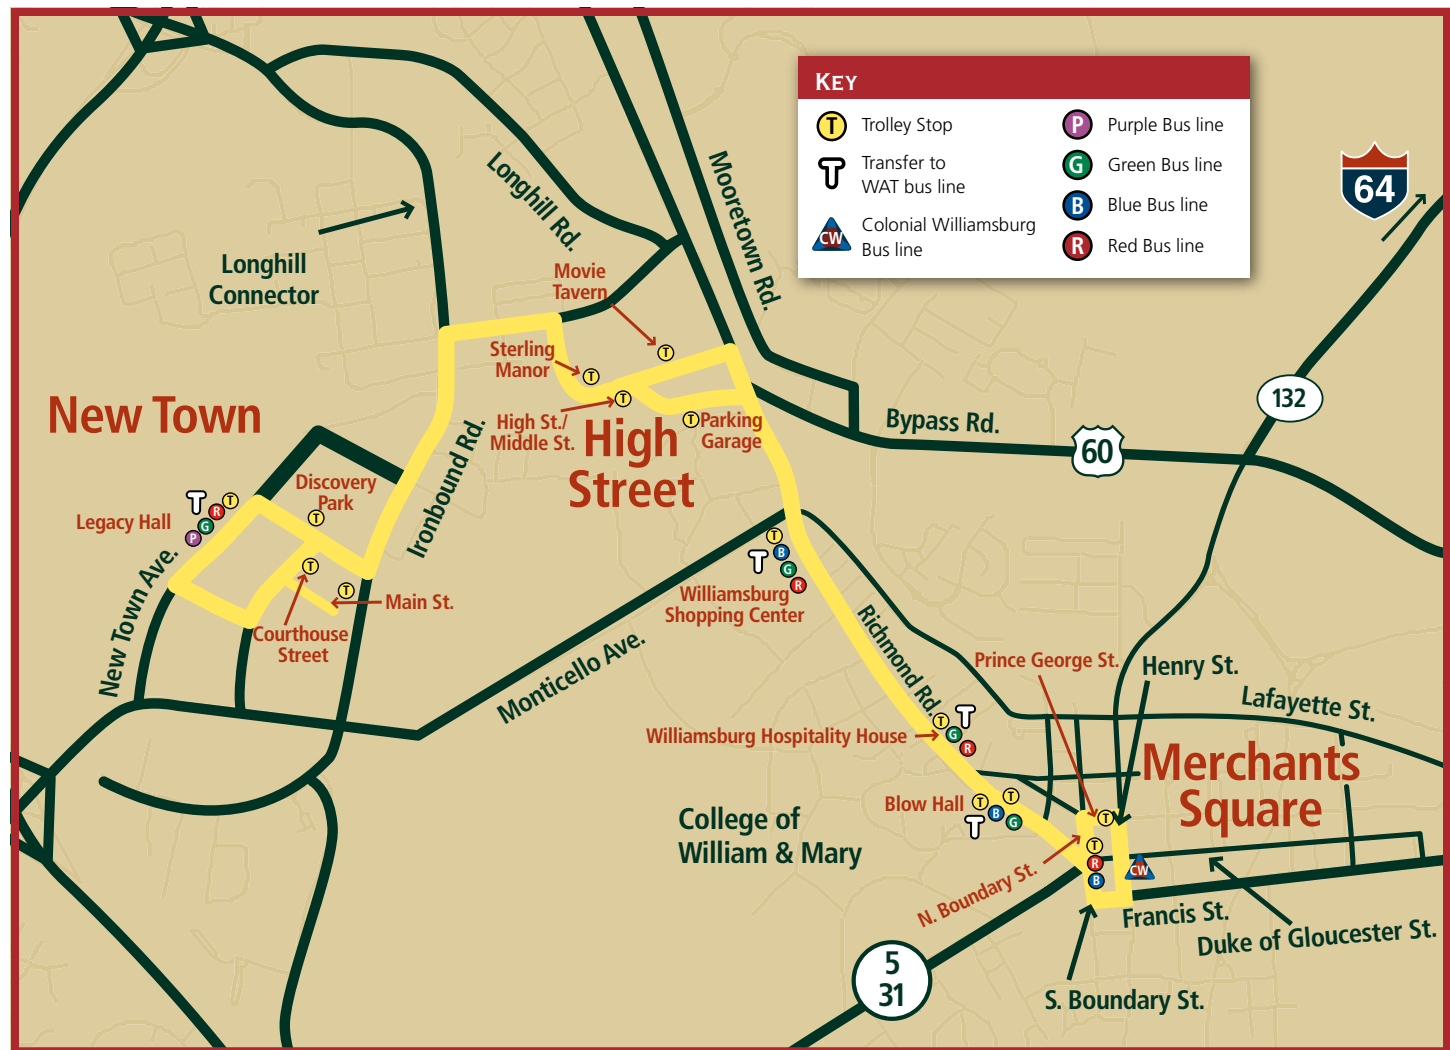 KEY
T Trolley Stop
T Transfer to
WAT bus line
CW Colonial Williamsburg
Bus line
P Purple Bus line
G Green Bus line
B Blue Bus line
R Red Bus line
64
132
60
5
31
Longhill Rd.
Mooretown Rd.
Longhill
Connector
Movie
Tavern
T
Sterling
Manor
T
High St./
Middle St.
T
High
Street
T
Parking
Garage
Bypass Rd.
New Town
Discovery
Park
T
Legacy Hall
T
T
R
G
P
Ironbound Rd.
New Town Ave.
T
T
Main St.
Courthouse
Street
T
B
T
G
R
Williamsburg
Shopping Center
Monticello Ave.
Richmond Rd.
Prince George St.
Henry St.
Lafayette St.
Williamsburg Hospitality House
T
T
G
R
Merchants
Square
Blow Hall
T
T
B
G
T
College of
William & Mary
T
T
R
B
CW
N. Boundary St.
Francis St.
Duke of Gloucester St.
S. Boundary St.